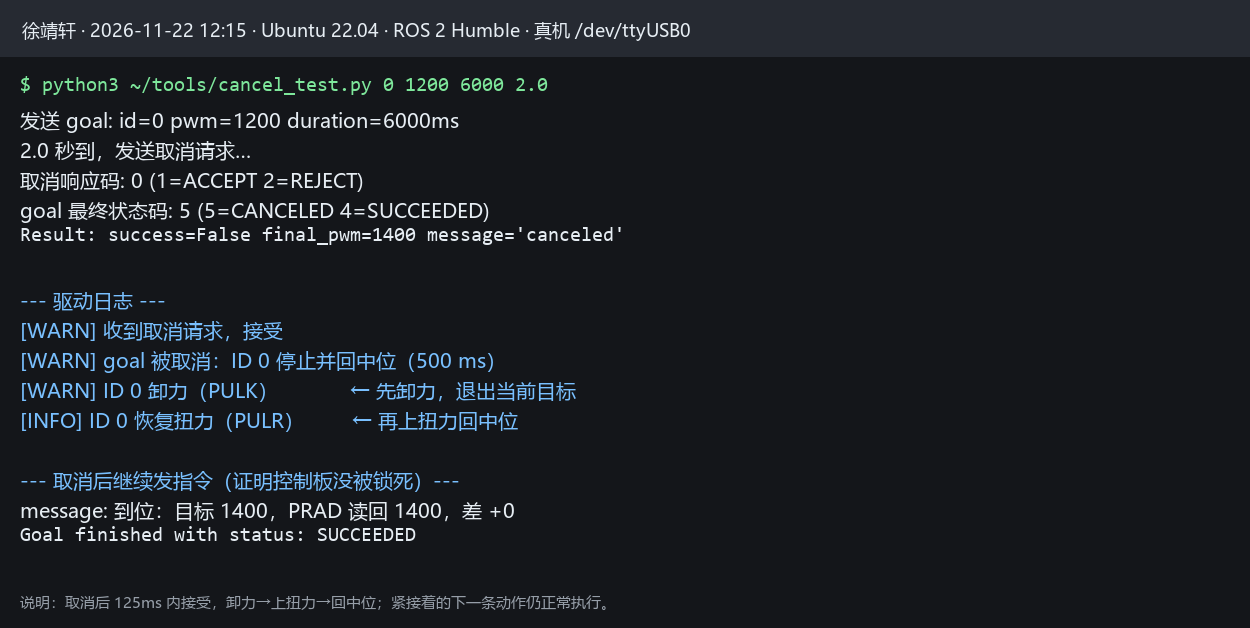 徐靖轩 · 2026-11-22 12:15 · Ubuntu 22.04 · ROS 2 Humble · 真机 /dev/ttyUSB0
$ python3 ~/tools/cancel_test.py 0 1200 6000 2.0
发送 goal: id=0 pwm=1200 duration=6000ms
2.0 秒到，发送取消请求...
取消响应码: 0 (1=ACCEPT 2=REJECT)
goal 最终状态码: 5 (5=CANCELED 4=SUCCEEDED)
Result: success=False final_pwm=1400 message='canceled'
--- 驱动日志 ---
[WARN] 收到取消请求，接受
[WARN] goal 被取消：ID 0 停止并回中位（500 ms）
[WARN] ID 0 卸力（PULK） ← 先卸力，退出当前目标
[INFO] ID 0 恢复扭力（PULR） ← 再上扭力回中位
--- 取消后继续发指令（证明控制板没被锁死）---
message: 到位：目标 1400，PRAD 读回 1400，差 +0
Goal finished with status: SUCCEEDED
说明：取消后 125ms 内接受，卸力→上扭力→回中位；紧接着的下一条动作仍正常执行。